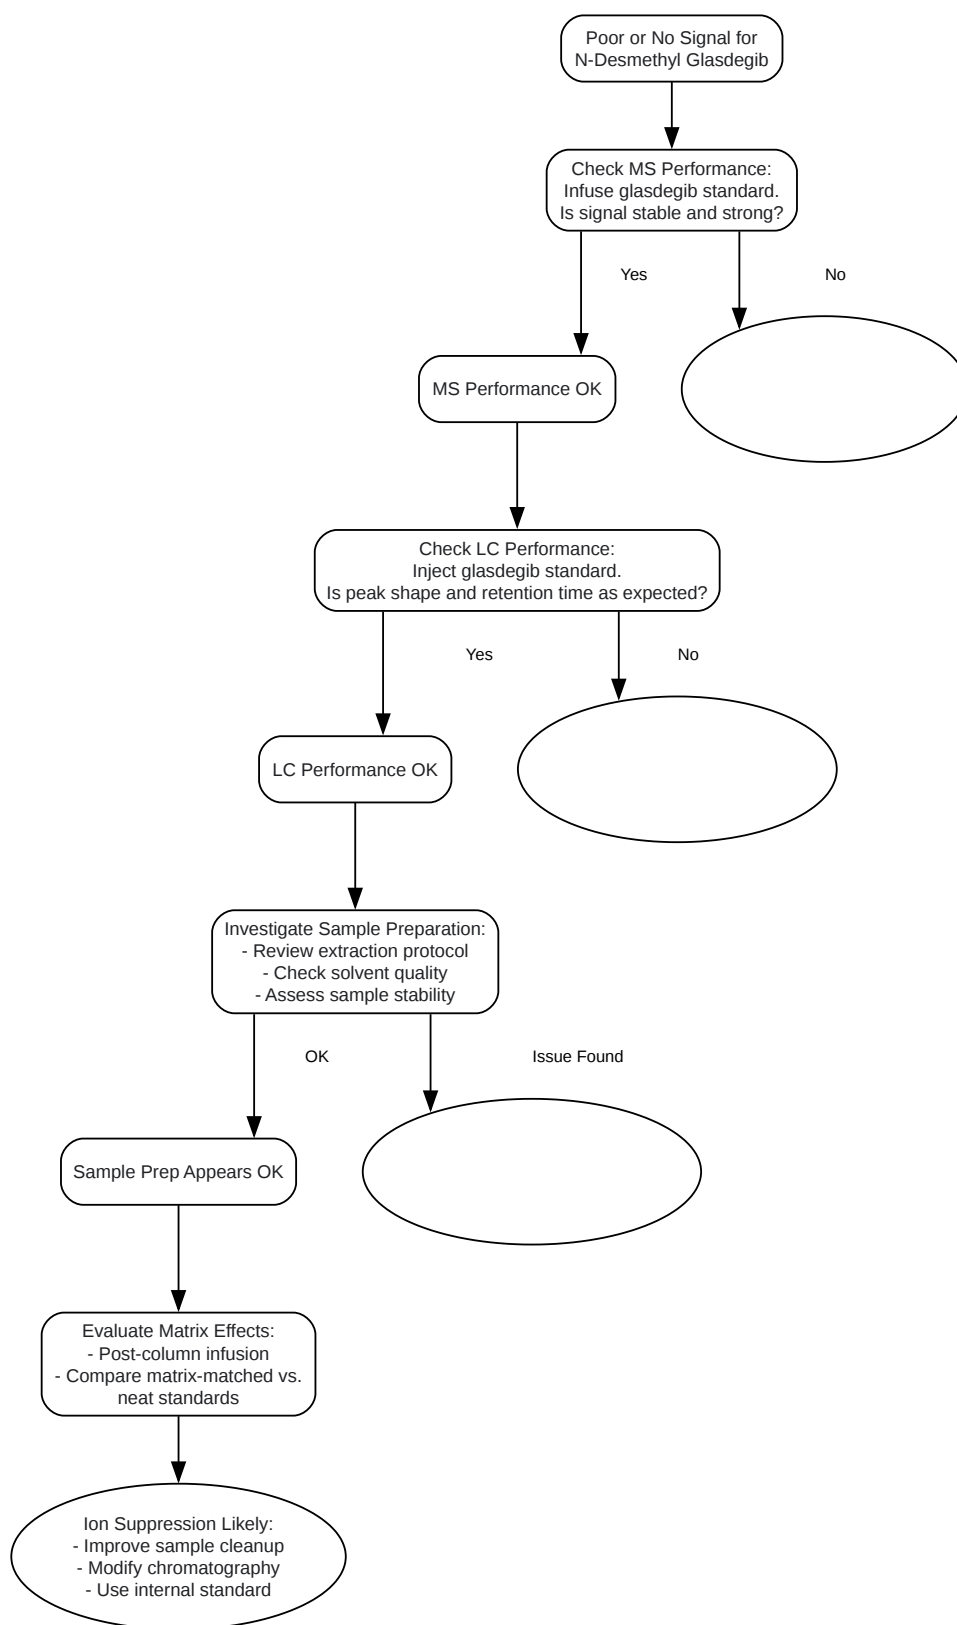 Poor or No Signal for
N-Desmethyl Glasdegib
Check MS Performance:
Infuse glasdegib standard.
Is signal stable and strong?
Yes
No
MS Performance OK
Check LC Performance:
Inject glasdegib standard.
Is peak shape and retention time as expected?
Yes
No
LC Performance OK
Investigate Sample Preparation:
- Review extraction protocol
- Check solvent quality
- Assess sample stability
OK
Issue Found
Sample Prep Appears OK
Evaluate Matrix Effects:
- Post-column infusion
- Compare matrix-matched vs.
neat standards
Ion Suppression Likely:
- Improve sample cleanup
- Modify chromatography
- Use internal standard